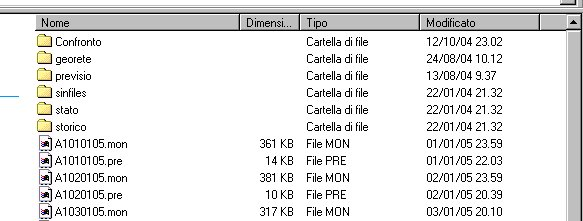 Nome Dimensi... Tipo Modificato
Confronto Cartella di file 12/10/04 23.02
georete Cartella di file 24/08/04 10.12
previsio Cartella di file 13/08/04 9.37
sinfiles Cartella di file 22/01/04 21.32
stato Cartella di file 22/01/04 21.32
storico Cartella di file 22/01/04 21.32
A1010105.mon 361 KB File MON 01/01/05 23.59
A1010105.pre 14 KB File PRE 01/01/05 22.03
A1020105.mon 381 KB File MON 02/01/05 23.59
A1020105.pre 10 KB File PRE 02/01/05 20.39
A1030105.mon 317 KB File MON 03/01/05 20.10